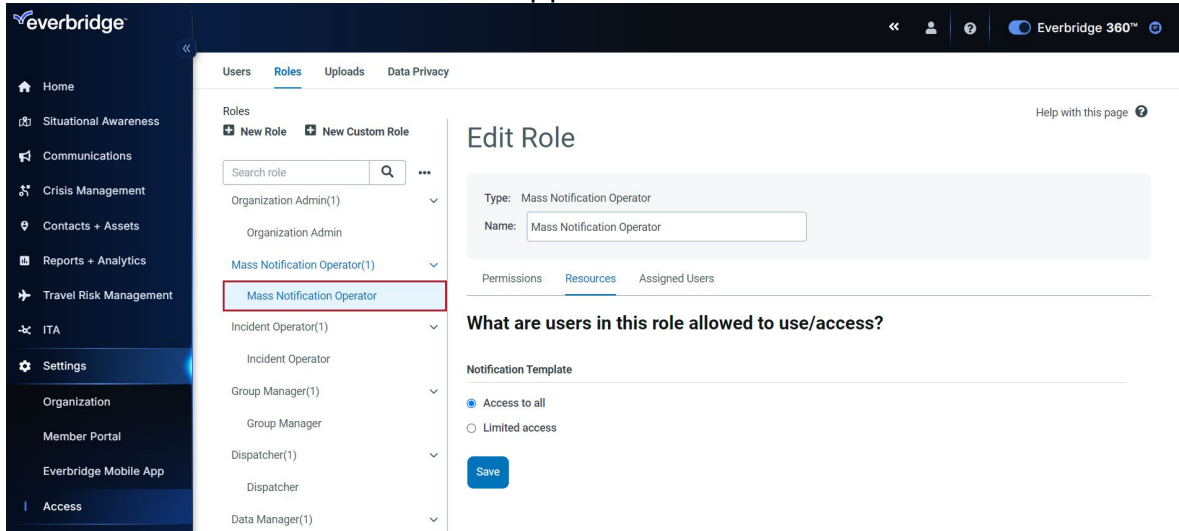 everbridge
Everbridge 360™
Home
Situational Awareness
Communications
Crisis Management
Contacts + Assets
Reports + Analytics
Travel Risk Management
ITA
Settings
Organization
Member Portal
Everbridge Mobile App
Access
Users Roles Uploads Data Privacy
Roles
New Role New Custom Role
Search role
Organization Admin(1)
Organization Admin
Mass Notification Operator(1)
Mass Notification Operator
Incident Operator(1)
Incident Operator
Group Manager(1)
Group Manager
Dispatcher(1)
Dispatcher
Data Manager(1)
Help with this page
Edit Role
Type: Mass Notification Operator
Name: Mass Notification Operator
Permissions Resources Assigned Users
What are users in this role allowed to use/access?
Notification Template
Access to all
Limited access
Save